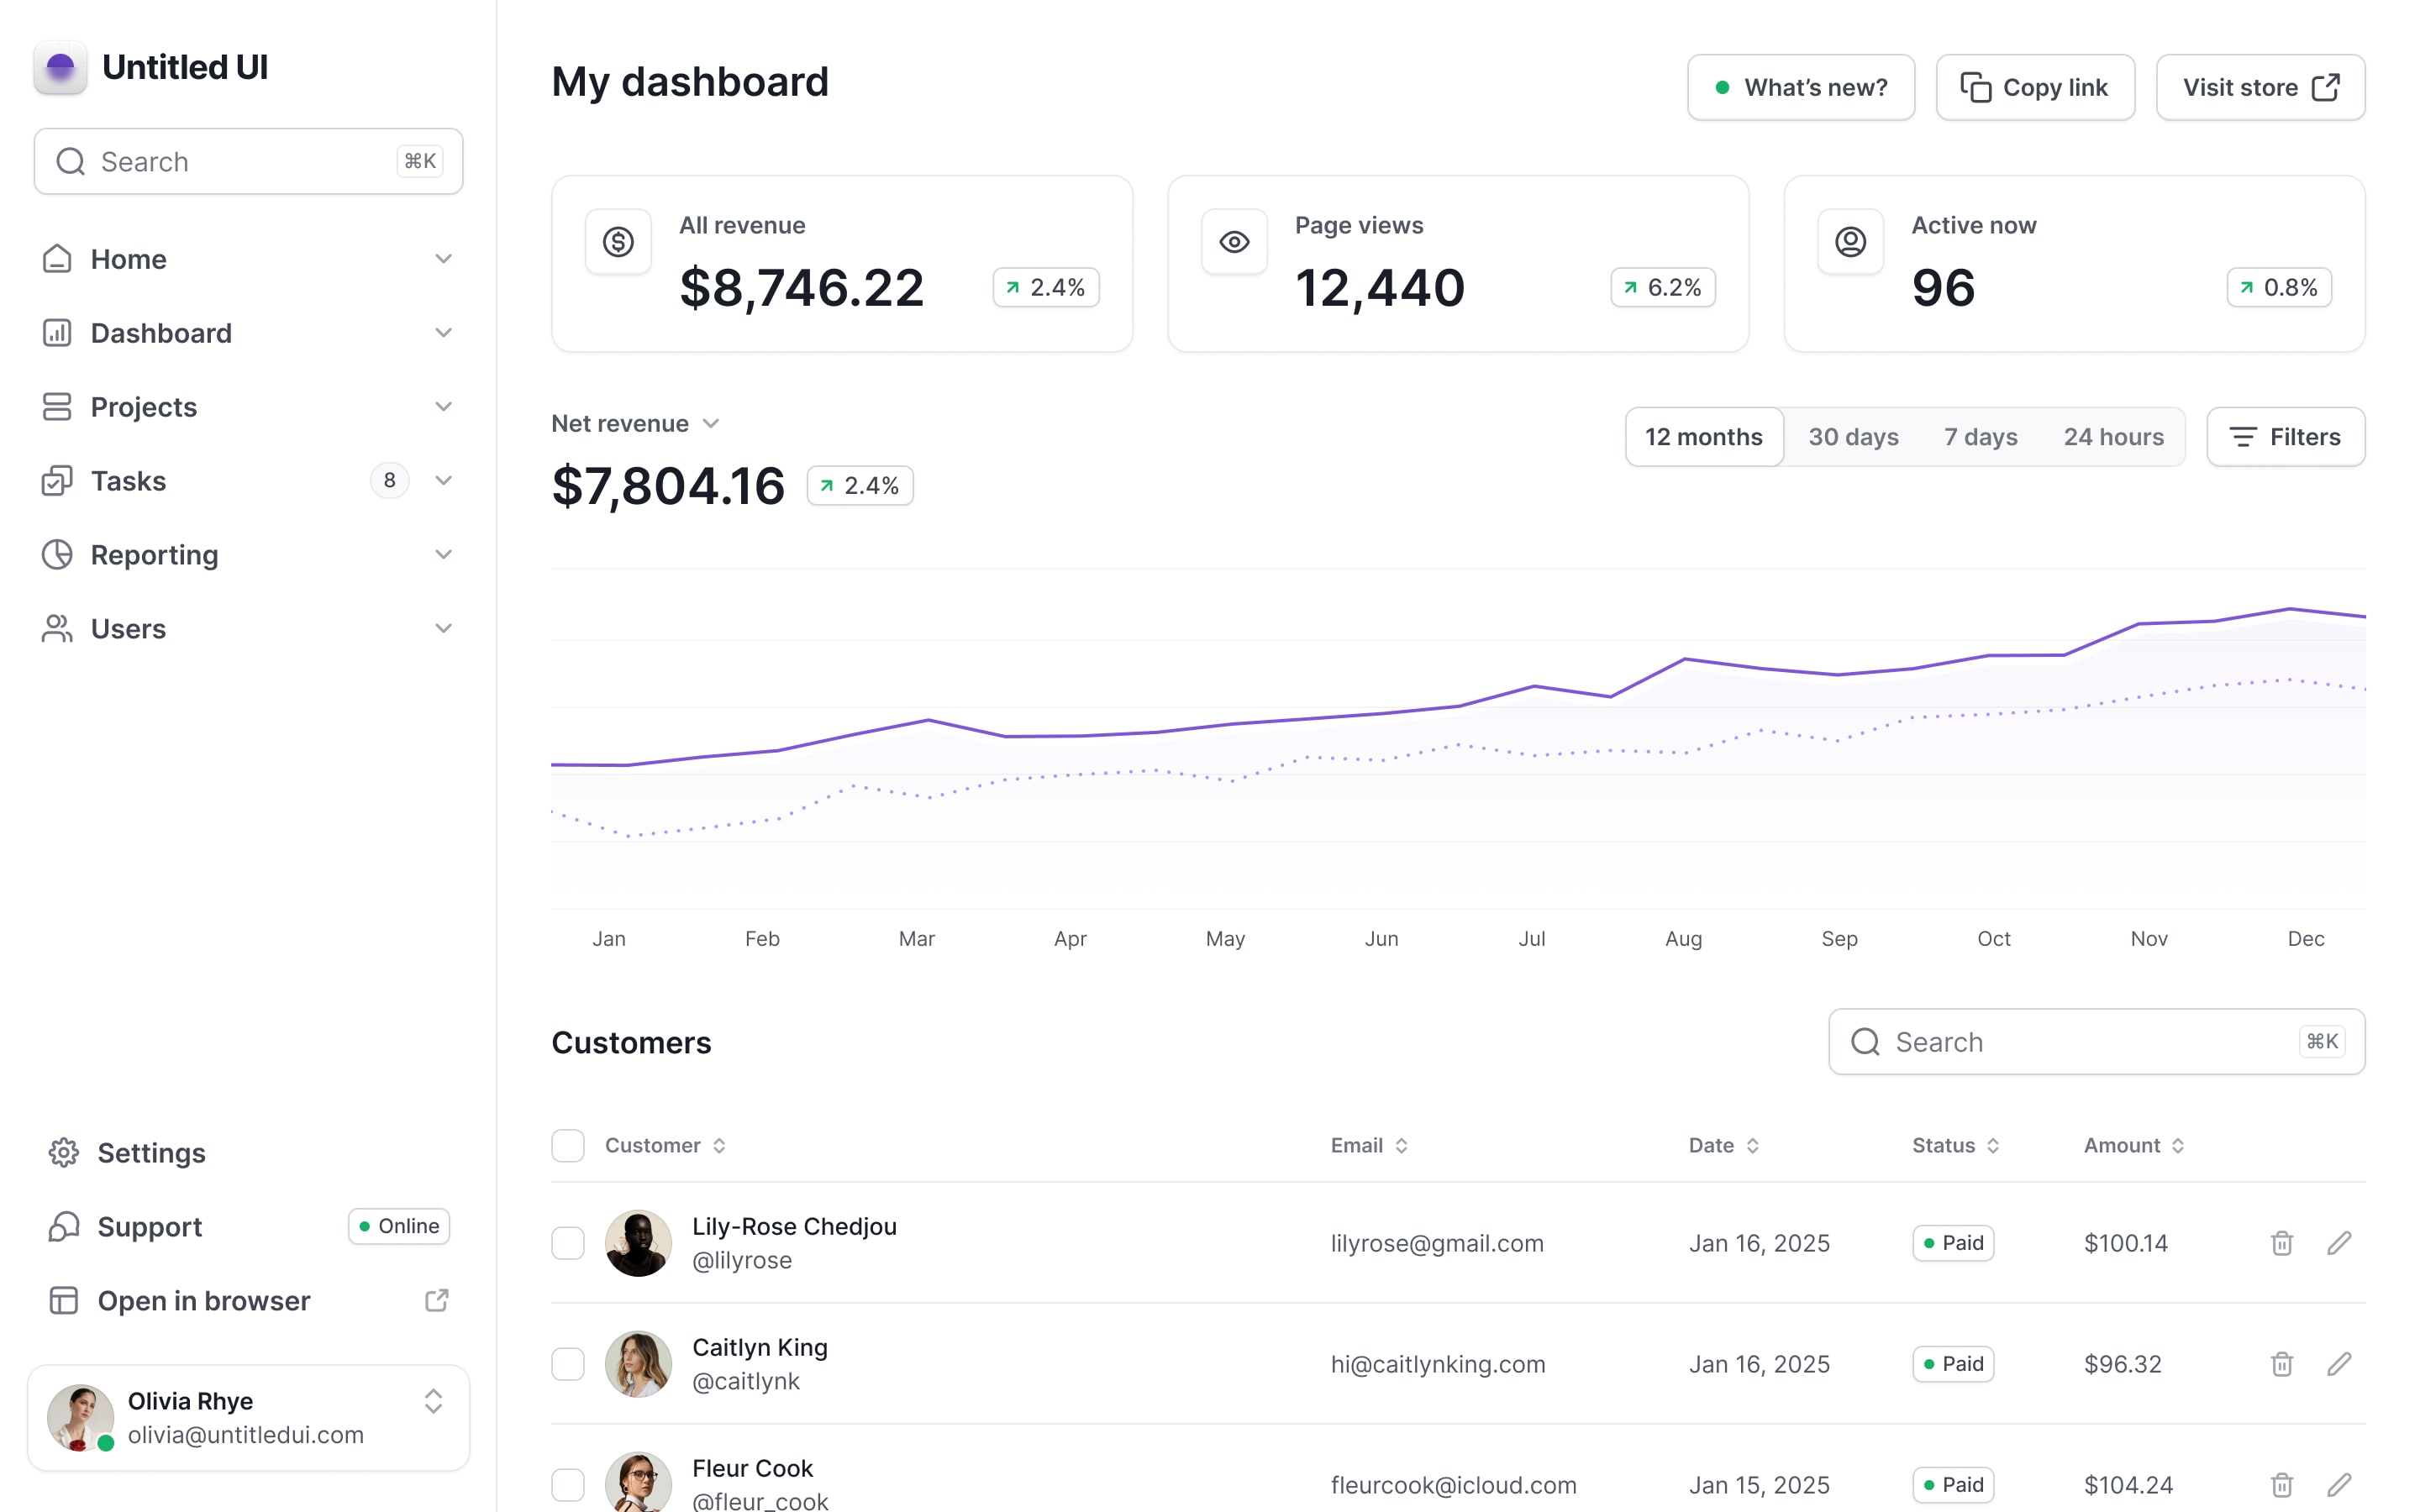 Untitled UI
Search ⌘K
Home
Dashboard
Projects
Tasks 8
Reporting
Users
Settings
Support Online
Open in browser
Olivia Rhye
olivia@untitledui.com
My dashboard
What’s new? Copy link Visit store
All revenue
$8,746.22 2.4%
Page views
12,440 6.2%
Active now
96 0.8%
Net revenue
$7,804.16 2.4%
12 months 30 days 7 days 24 hours Filters
Jan Feb Mar Apr May Jun Jul Aug Sep Oct Nov Dec
Customers
Search ⌘K
Customer Email Date Status Amount
Lily-Rose Chedjou
@lilyrose
lilyrose@gmail.com Jan 16, 2025 Paid $100.14
Caitlyn King
@caitlynk
hi@caitlynking.com Jan 16, 2025 Paid $96.32
Fleur Cook
@fleur_cook
fleurcook@icloud.com Jan 15, 2025 Paid $104.24